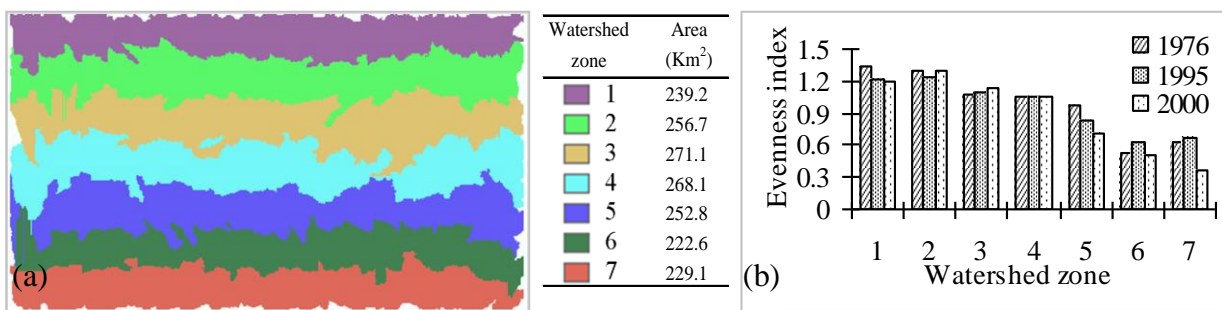 (a)
Watershed zone Area (Km²)
1 239.2
2 256.7
3 271.1
4 268.1
5 252.8
6 222.6
7 229.1
(b)
Evenness index
1.5
1.2
0.9
0.6
0.3
0
1976
1995
2000
1 2 3 4 5 6 7
Watershed zone